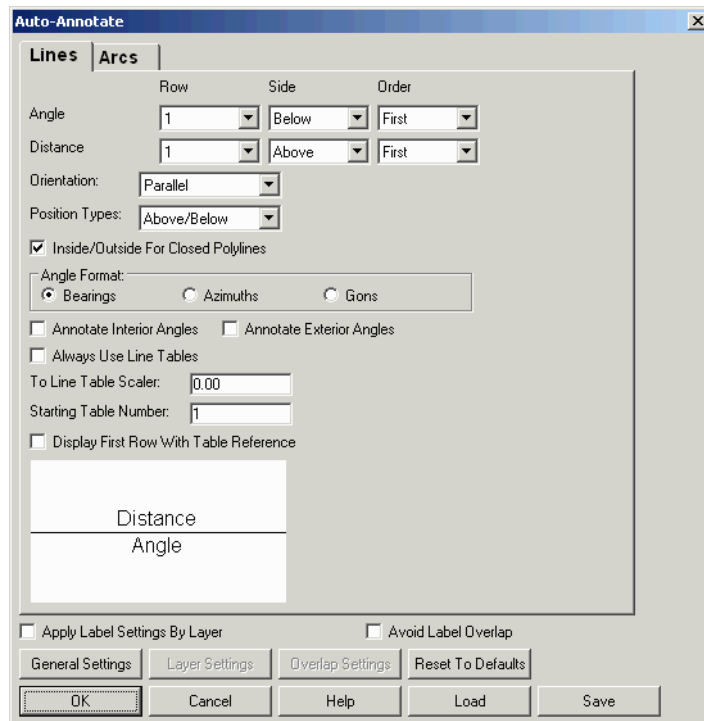 Auto-Annotate
Lines Arcs
Row Side Order
Angle 1 Below First
Distance 1 Above First
Orientation: Parallel
Position Types: Above/Below
Inside/Outside For Closed Polylines
Angle Format:
Bearings Azimuths Gons
Annotate Interior Angles Annotate Exterior Angles
Always Use Line Tables
To Line Table Scaler: 0.00
Starting Table Number: 1
Display First Row With Table Reference
Distance
Angle
Apply Label Settings By Layer Avoid Label Overlap
General Settings Layer Settings Overlap Settings Reset To Defaults
OK Cancel Help Load Save